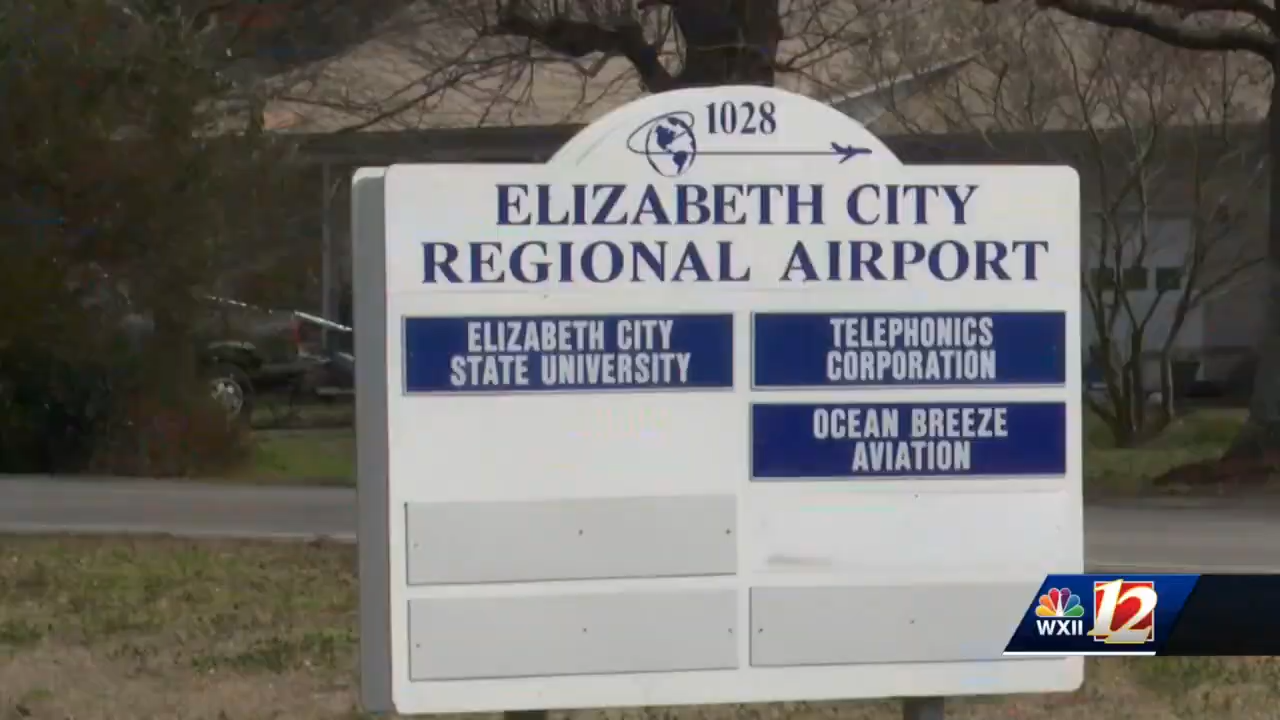 1028
ELIZABETH CITY
REGIONAL AIRPORT
ELIZABETH CITY
STATE UNIVERSITY
TELEPHONICS
CORPORATION
OCEAN BREEZE
AVIATION
WXII 12